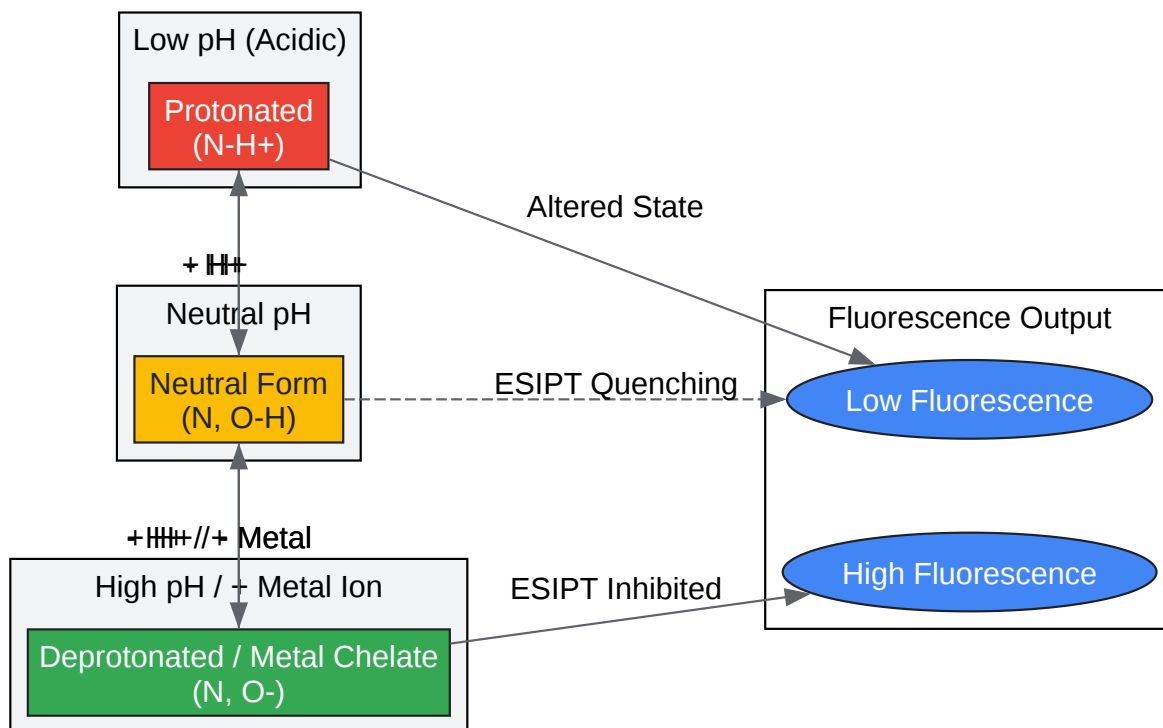 Low pH (Acidic)
Protonated
(N-H+)
Altered State
Neutral pH
Fluorescence Output
Neutral Form
(N, O-H)
ESIPT Quenching
Low Fluorescence
Metal
High pH / + Metal Ion
ESIPT Inhibited
High Fluorescence
Deprotonated / Metal Chelate
(N, O-)